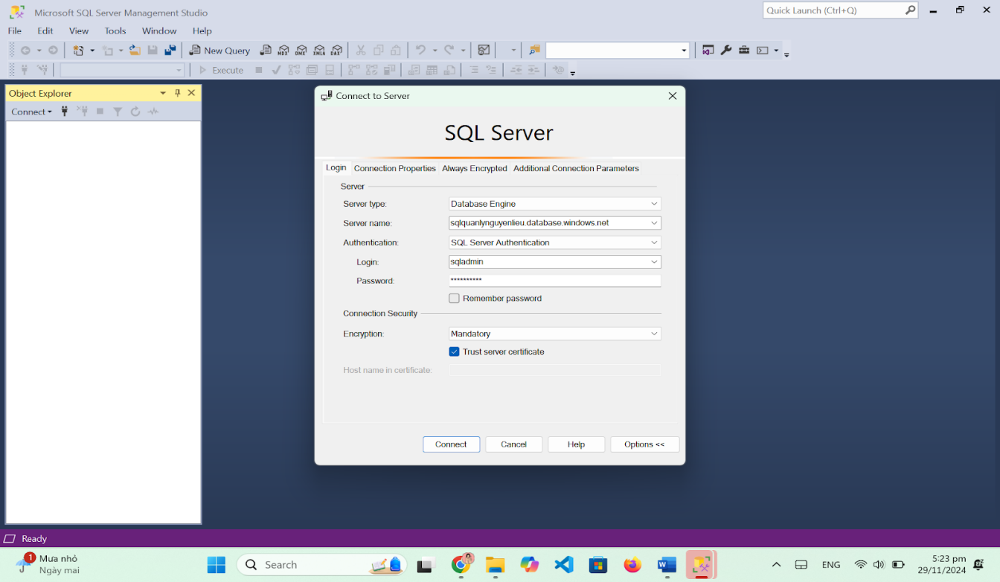 Microsoft SQL Server Management Studio
Quick Launch (Ctrl+Q)
File Edit View Tools Window Help
New Query MDX DMX XMLA DAX
Execute
Object Explorer
Connect
Connect to Server
SQL Server
Login Connection Properties Always Encrypted Additional Connection Parameters
Server
Server type: Database Engine
Server name: sqlquanlynguyenlieu.database.windows.net
Authentication: SQL Server Authentication
Login: sqladmin
Password: **********
Remember password
Connection Security
Encryption: Mandatory
Trust server certificate
Host name in certificate:
Connect Cancel Help Options <<
Ready
1 Mưa nhỏ
Ngày mai
Search
ENG
5:23 pm
29/11/2024